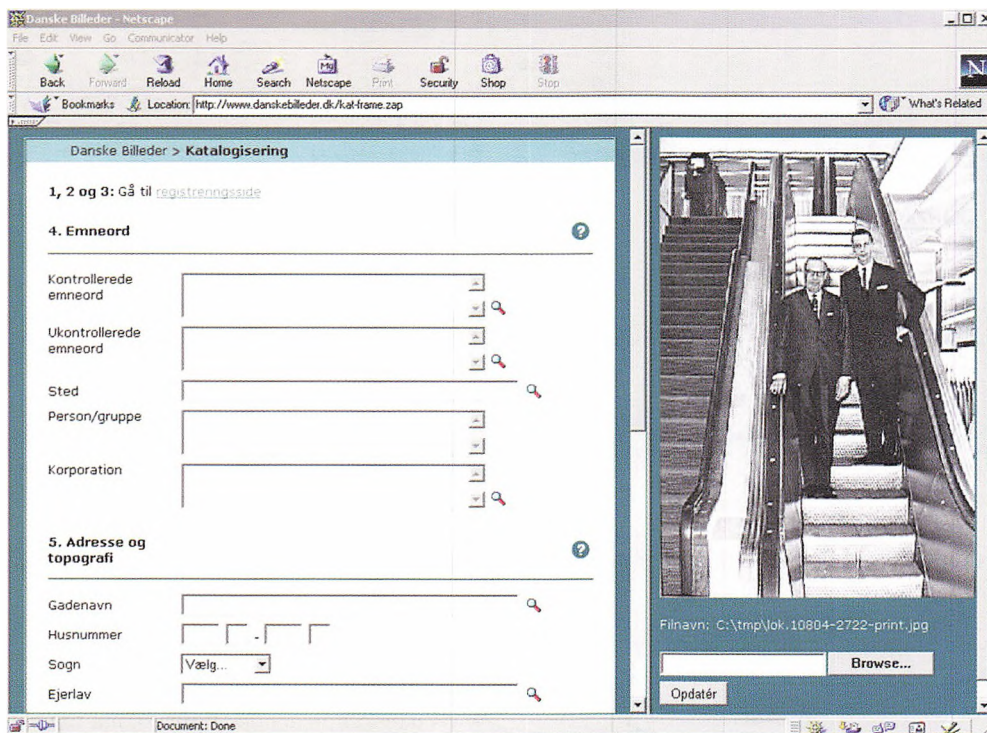 Danske Billeder - Netscape
File Edit View Go Communicator Help
Back Forward Reload Home Search Netscape Print Security Shop Stop
Bookmarks Location: http://www.danskebilleder.dk/kat-frame.zap What's Related
Danske Billeder > Katalogisering
1, 2 og 3: Gå til registreringsside
4. Emneord
Kontrollerede
emneord
Ukontrollerede
emneord
Sted
Person/gruppe
Korporation
5. Adresse og
topografi
Gadenavn
Husnummer -
Sogn Vælg...
Ejerlav
Filnavn: C:\tmp\lok.10804-2722-print.jpg
Browse...
Opdatér
Document: Done